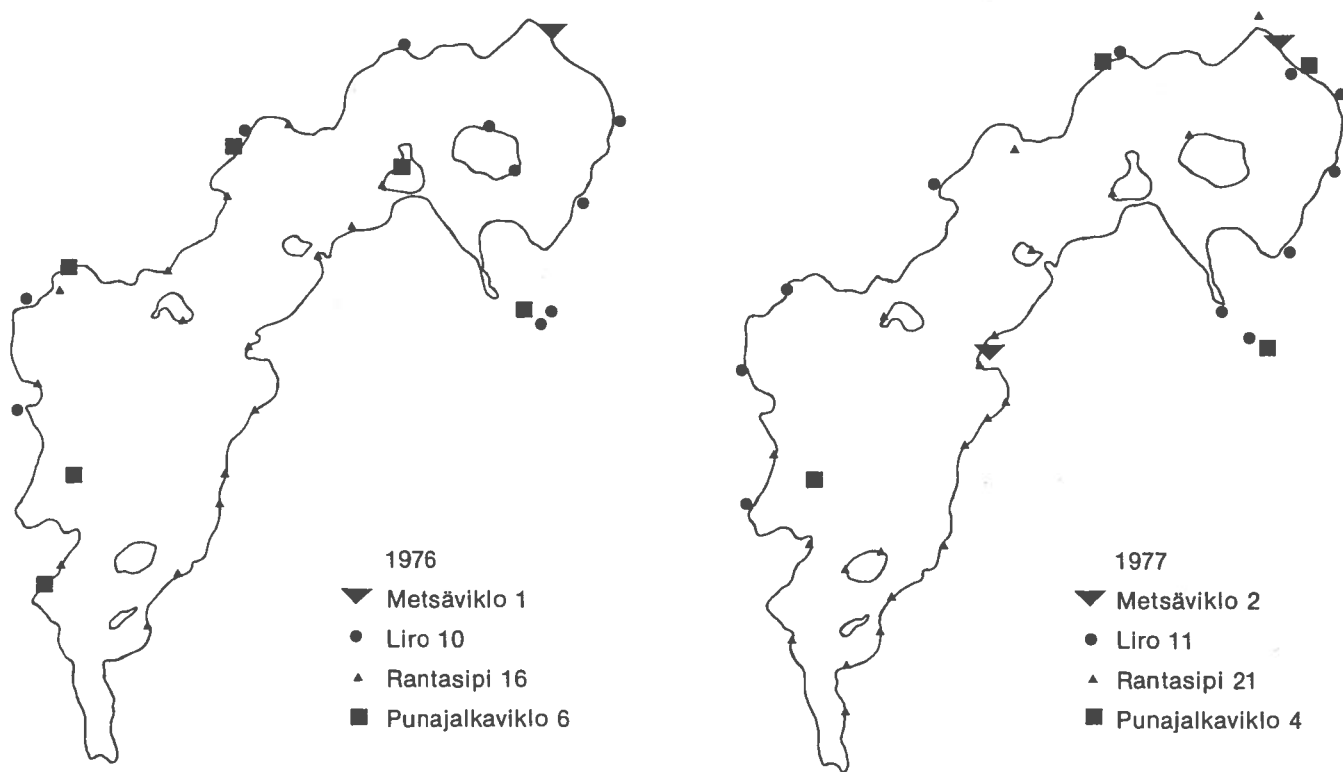 1976
Metsäviklo 1
Liro 10
Rantasipi 16
Punajalkaviklo 6
1977
Metsäviklo 2
Liro 11
Rantasipi 21
Punajalkaviklo 4